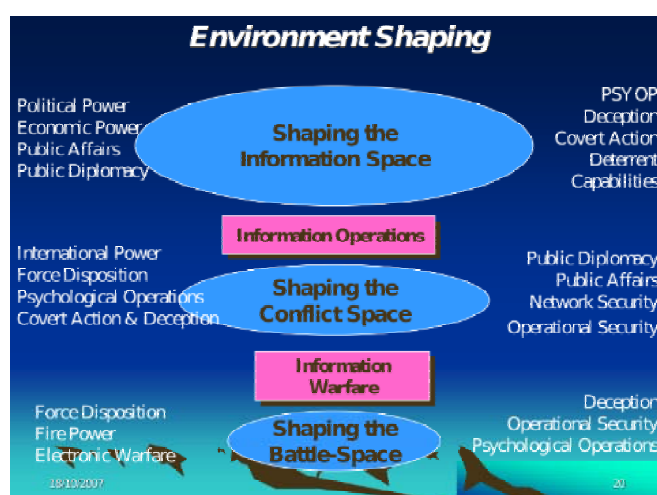 Environment Shaping
Political Power
Economic Power
Public Affairs
Public Diplomacy
Shaping the
Information Space
PSY OP
Deception
Covert Action
Deterrent
Capabilities
Information Operations
International Power
Force Disposition
Psychological Operations
Covert Action & Deception
Shaping the
Conflict Space
Public Diplomacy
Public Affairs
Network Security
Operational Security
Information
Warfare
Force Disposition
Fire Power
Electronic Warfare
Shaping the
Battle-Space
Deception
Operational Security
Psychological Operations
18/10/2007
20